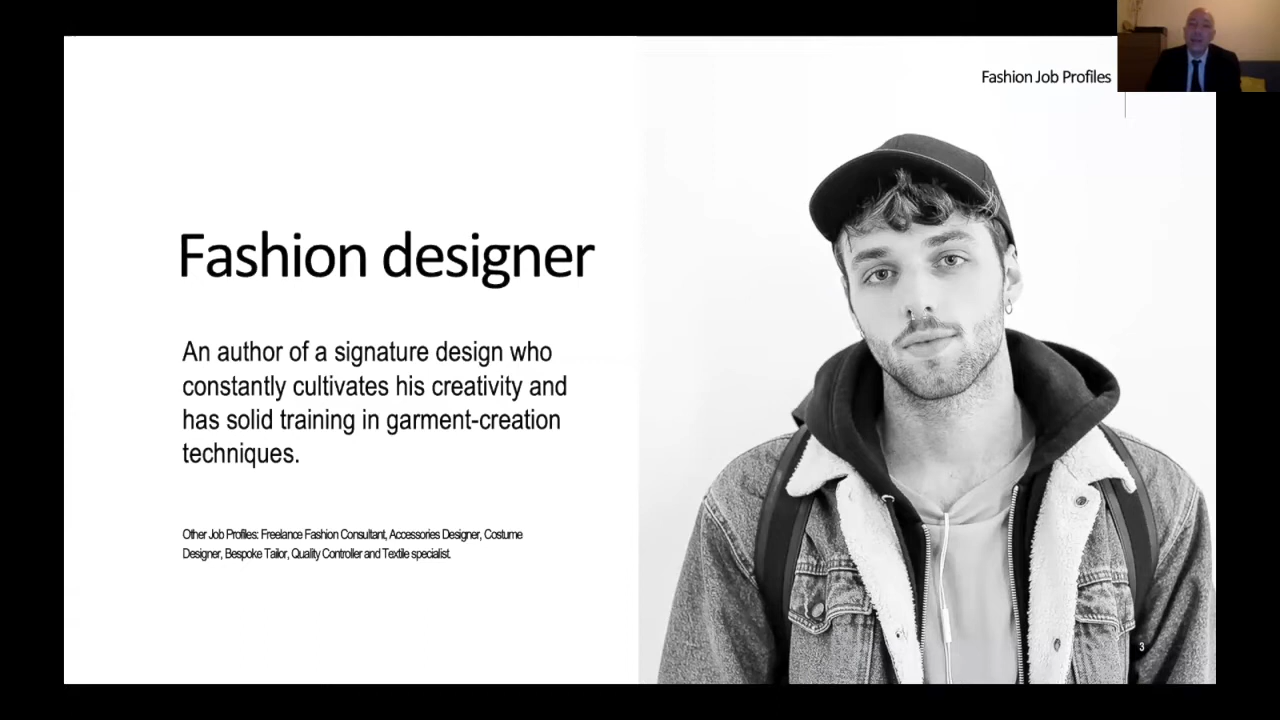 Fashion Job Profiles
Fashion designer
An author of a signature design who
constantly cultivates his creativity and
has solid training in garment-creation
techniques.
Other Job Profiles: Freelance Fashion Consultant, Accessories Designer, Costume
Designer, Bespoke Tailor, Quality Controller and Textile specialist.
3